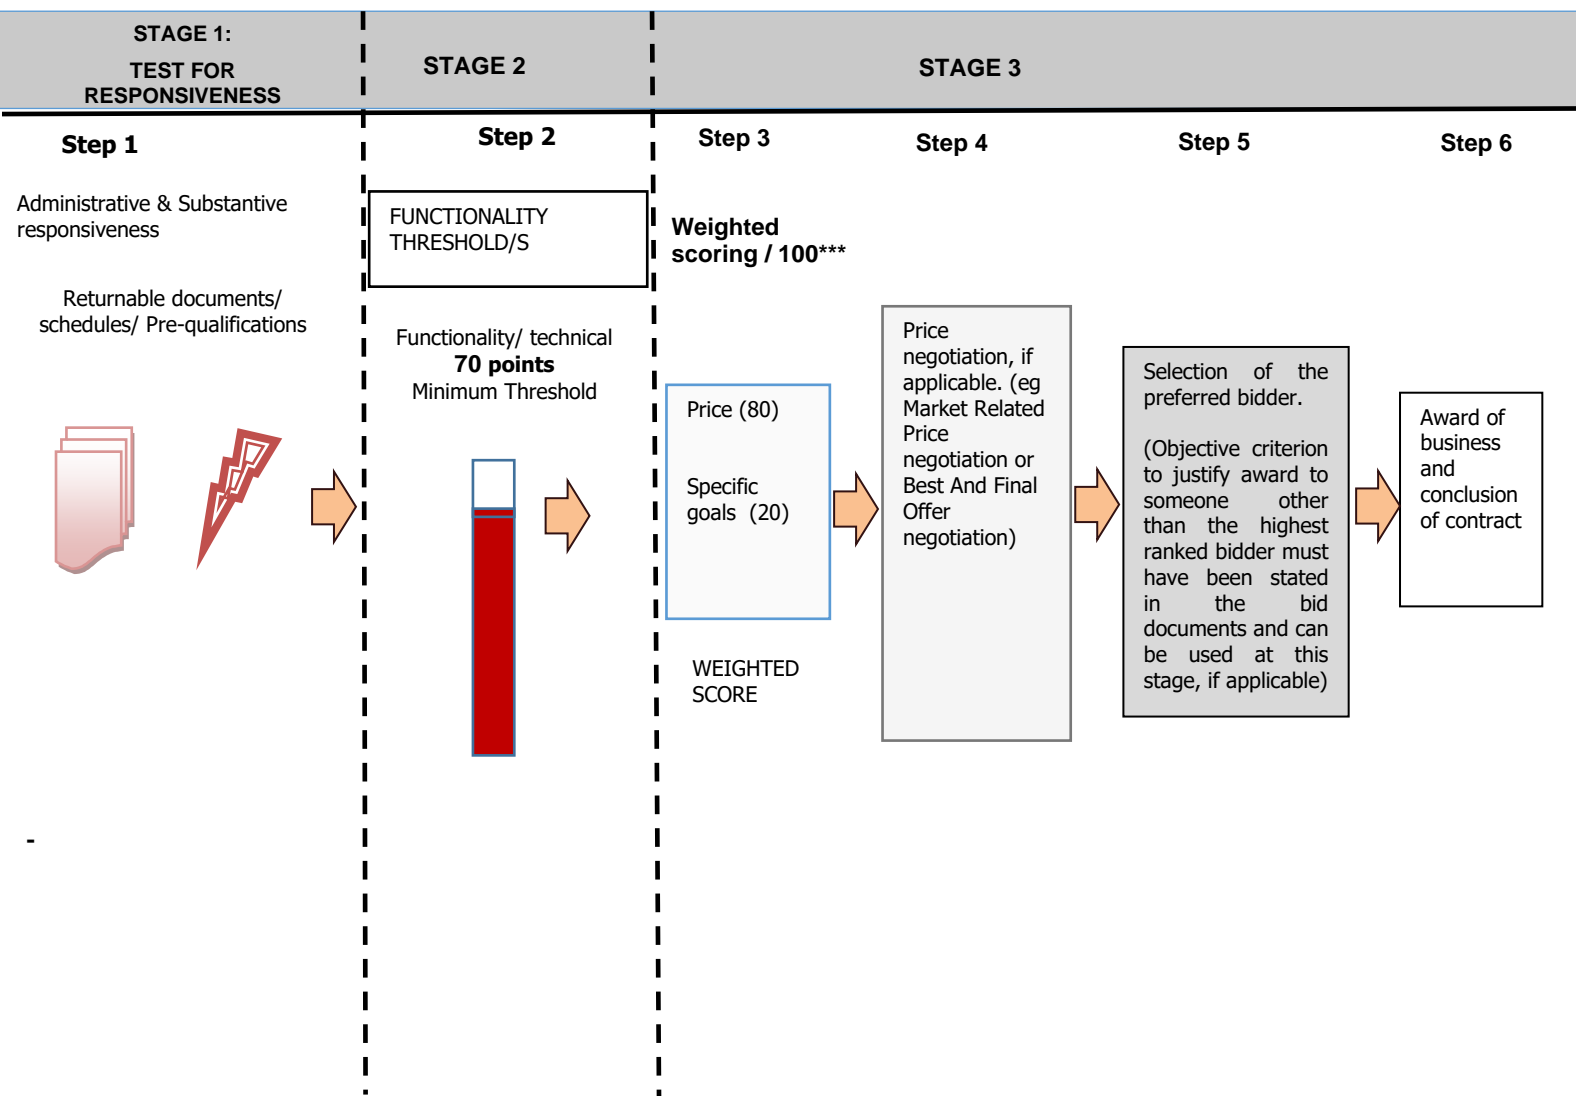 STAGE 1:
TEST FOR
RESPONSIVENESS
STAGE 2
STAGE 3
Step 1
Step 2
Step 3
Step 4
Step 5
Step 6
Administrative & Substantive
responsiveness
Returnable documents/
schedules/ Pre-qualifications
FUNCTIONALITY
THRESHOLD/S
Functionality/ technical
70 points
Minimum Threshold
Weighted
scoring / 100***
Price (80)
Specific
goals (20)
WEIGHTED
SCORE
Price
negotiation, if
applicable. (eg
Market Related
Price
negotiation or
Best And Final
Offer
negotiation)
Selection of the
preferred bidder.
(Objective criterion
to justify award to
someone other
than the highest
ranked bidder must
have been stated
in the bid
documents and can
be used at this
stage, if applicable)
Award of
business
and
conclusion
of contract
-